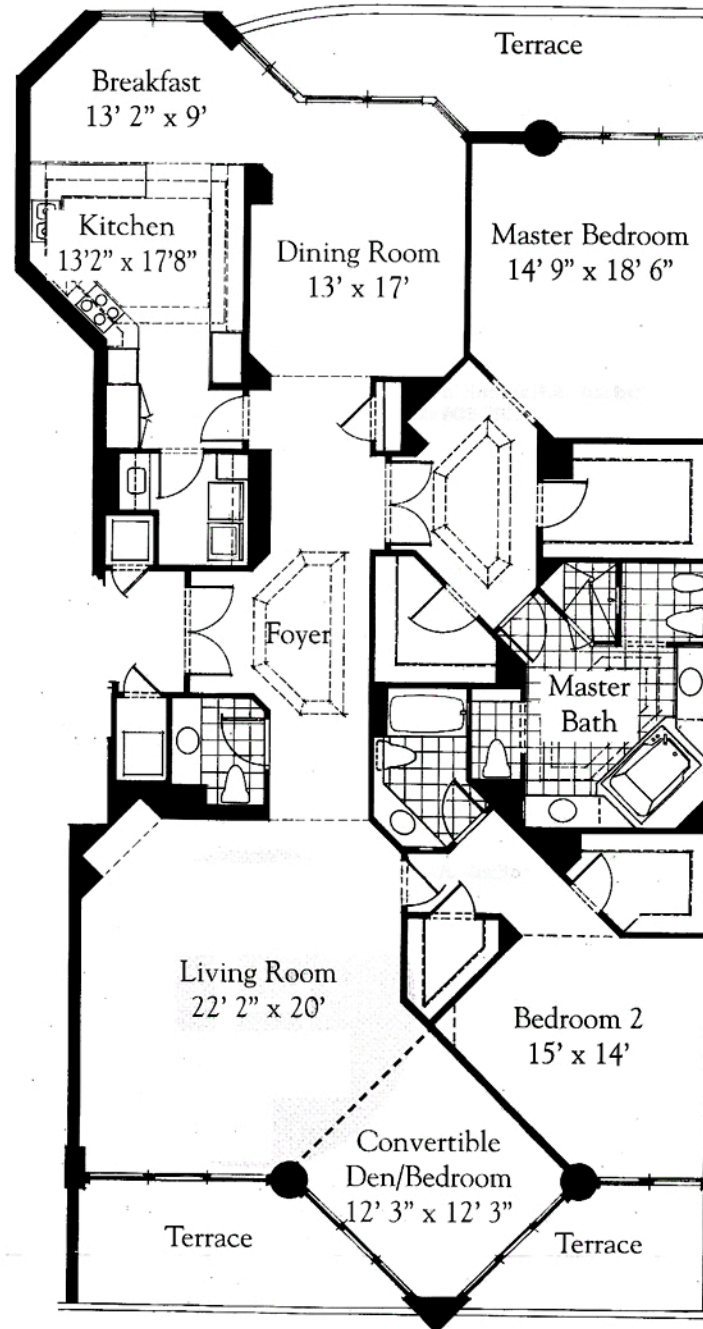 Terrace
Breakfast
13' 2” x 9'
Kitchen
13'2” x 17'8”
Dining Room
13' x 17'
Master Bedroom
14' 9” x 18' 6”
Foyer
Master
Bath
Living Room
22' 2” x 20'
Bedroom 2
15' x 14'
Convertible
Den/Bedroom
12' 3” x 12' 3”
Terrace
Terrace